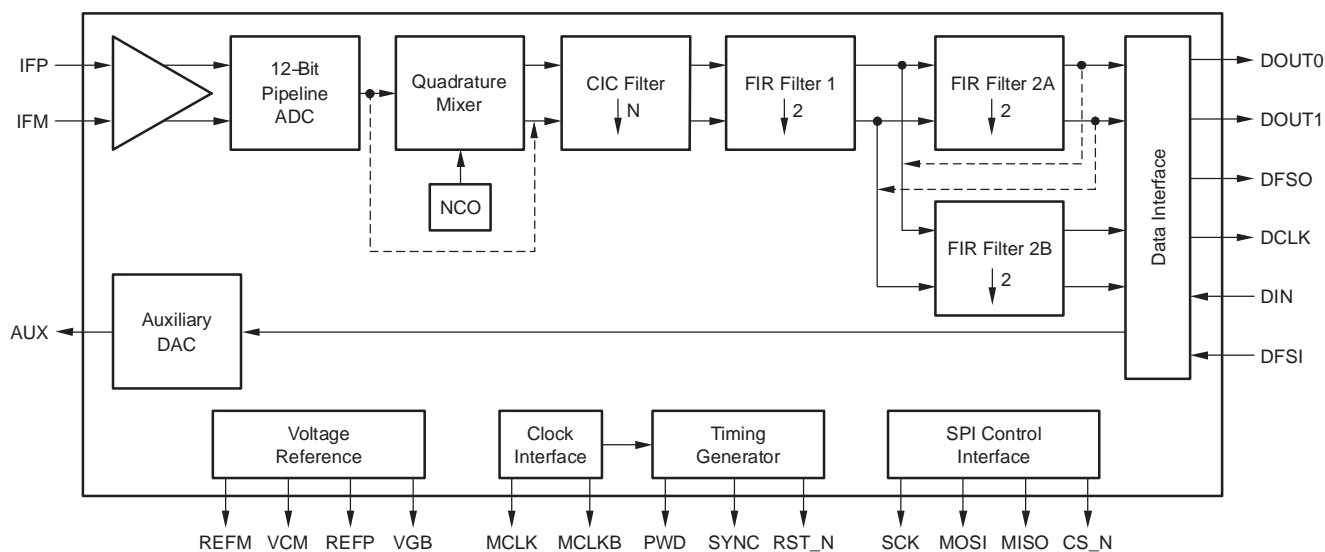 IFP
IFM
12–Bit
Pipeline
ADC
Quadrature
Mixer
NCO
CIC Filter
N
FIR Filter 1
2
FIR Filter 2A
2
FIR Filter 2B
2
Data Interface
DOUT0
DOUT1
DFSO
DCLK
DIN
DFSI
AUX
Auxiliary
DAC
Voltage
Reference
Clock
Interface
Timing
Generator
SPI Control
Interface
REFM
VCM
REFP
VGB
MCLK
MCLKB
PWD
SYNC
RST_N
SCK
MOSI
MISO
CS_N